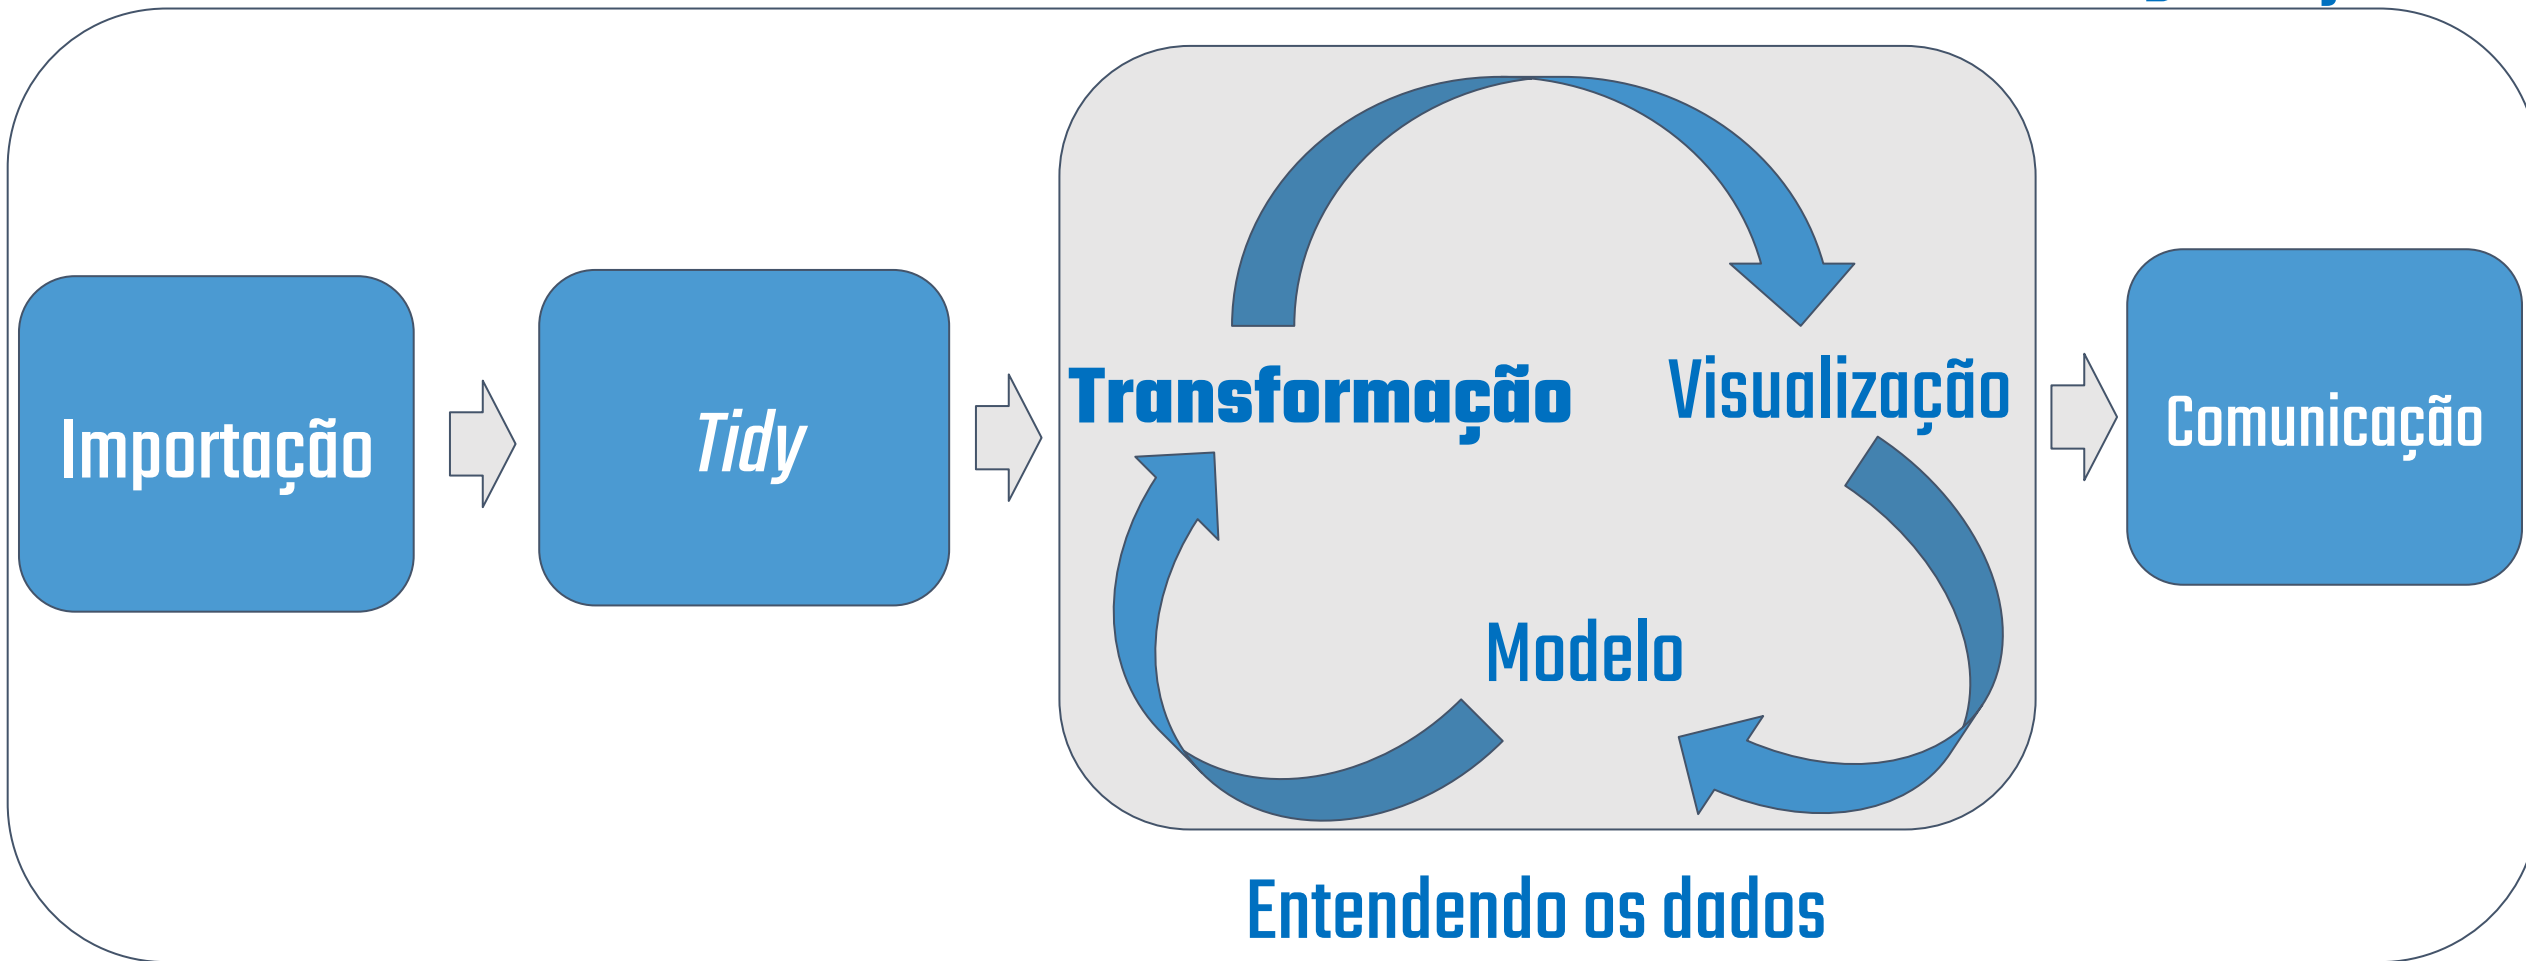 Transformação
Visualização
Importação
Tidy
Comunicação
Modelo
Entendendo os dados